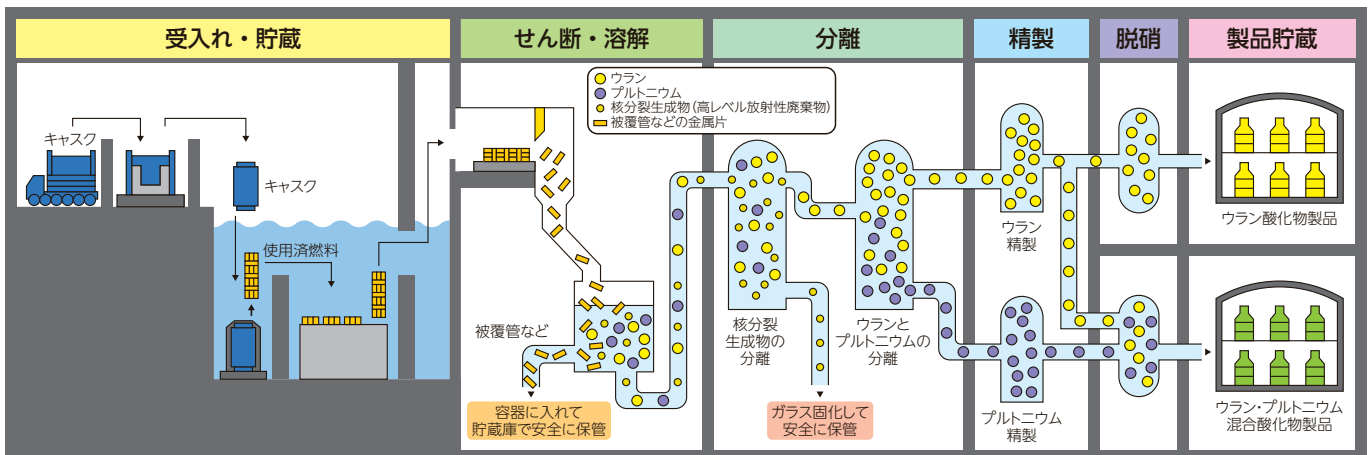 受入れ・貯蔵
せん断・溶解
分離
精製
脱硝
製品貯蔵
ウラン
プルトニウム
核分裂生成物(高レベル放射性廃棄物)
被覆管などの金属片
キャスク
キャスク
使用済燃料
被覆管など
容器に入れて
貯蔵庫で安全に保管
核分裂
生成物の
分離
ガラス固化して
安全に保管
ウランと
プルトニウムの
分離
ウラン
精製
プルトニウム
精製
ウラン酸化物製品
ウラン・プルトニウム
混合酸化物製品